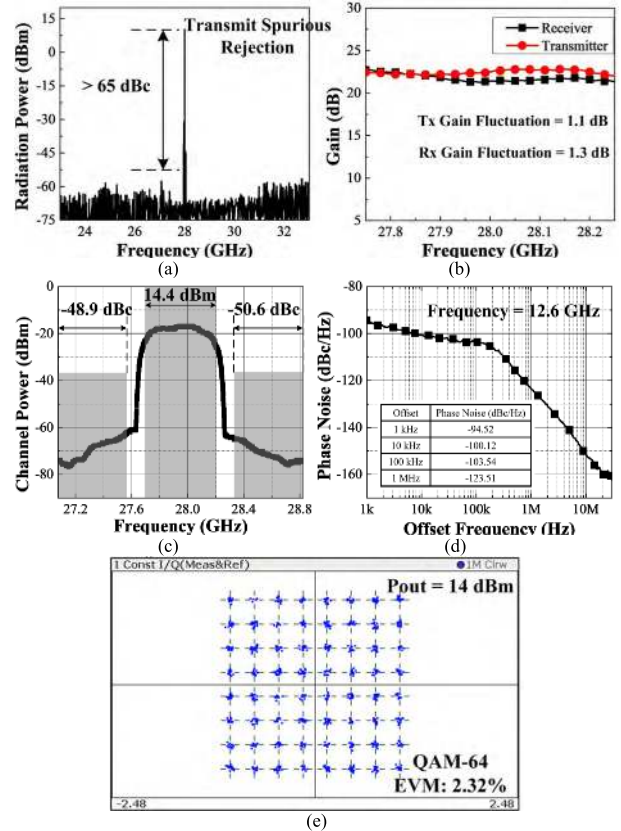 Transmit Spurious
Rejection
> 65 dBc
15
0
-15
-30
-45
-60
-75
Radiation Power (dBm)
24 26 28 30 32
Frequency (GHz)
(a)
Receiver
Transmitter
30
25
20
15
10
5
Gain (dB)
Tx Gain Fluctuation = 1.1 dB
Rx Gain Fluctuation = 1.3 dB
27.8 27.9 28.0 28.1 28.2
Frequency (GHz)
(b)
0
-20
-40
-60
-80
Channel Power (dBm)
-48.9 dBc
14.4 dBm
-50.6 dBc
27.2 27.6 28.0 28.4 28.8
Frequency (GHz)
(c)
-80
-100
-120
-140
-160
Phase Noise (dBc/Hz)
Frequency = 12.6 GHz
Offset Phase Noise (dBc/Hz)
1 kHz -94.52
10 kHz -100.12
100 kHz -103.54
1 MHz -123.51
1k 10k 100k 1M 10M
Offset Frequency (Hz)
(d)
1 Const I/Q(Meas&Ref)
1M Clrw
Pout = 14 dBm
QAM-64
EVM: 2.32%
-2.48 2.48
(e)